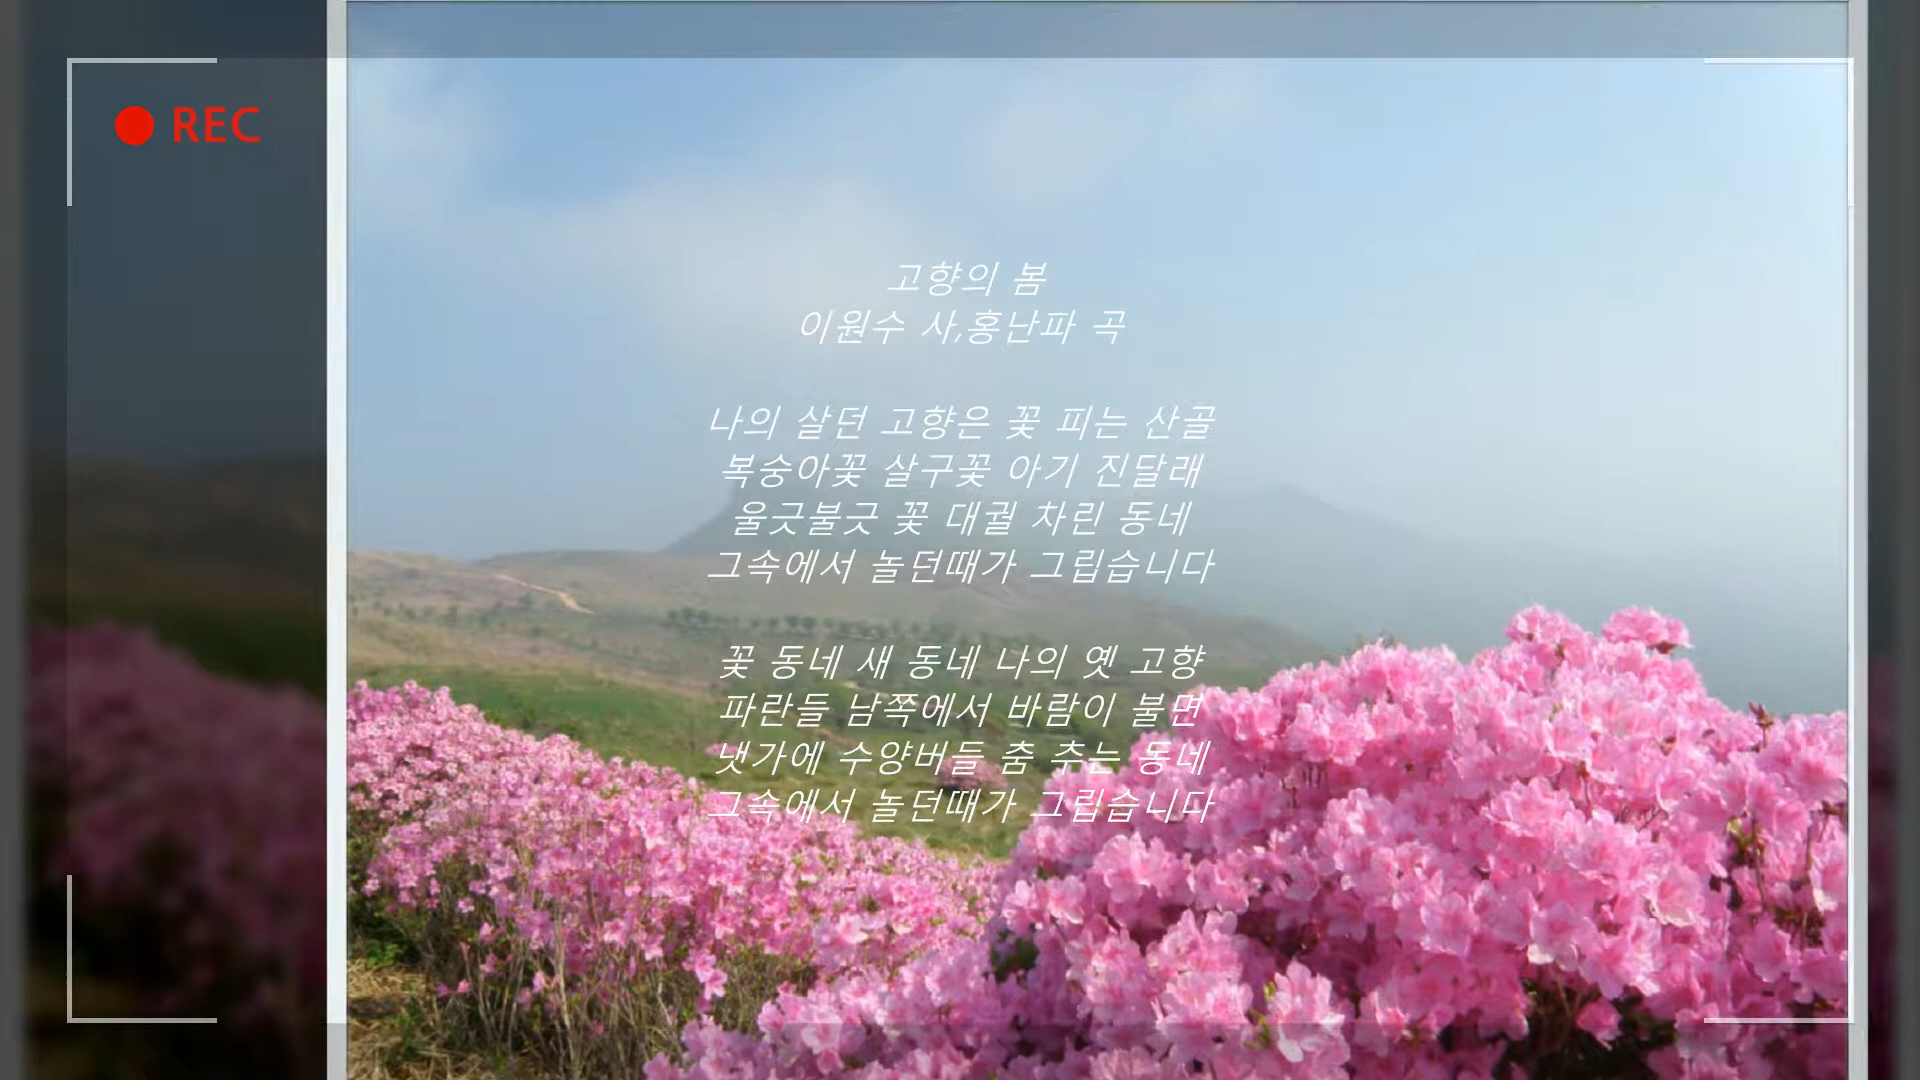 REC
고향의 봄
이원수 사,홍난파 곡
나의 살던 고향은 꽃 피는 산골
복숭아꽃 살구꽃 아기 진달래
울긋불긋 꽃 대궐 차린 동네
그속에서 놀던때가 그립습니다
꽃 동네 새 동네 나의 옛 고향
파란들 남쪽에서 바람이 불면
냇가에 수양버들 춤 추는 동네
그속에서 놀던때가 그립습니다